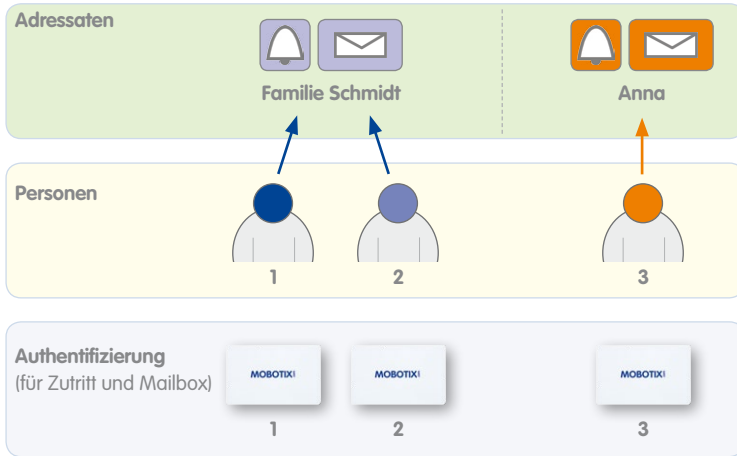 Adressaten
Familie Schmidt
Anna
Personen
1
2
3
Authentifizierung
(für Zutritt und Mailbox)
MOBOTIX
MOBOTIX
MOBOTIX
1
2
3